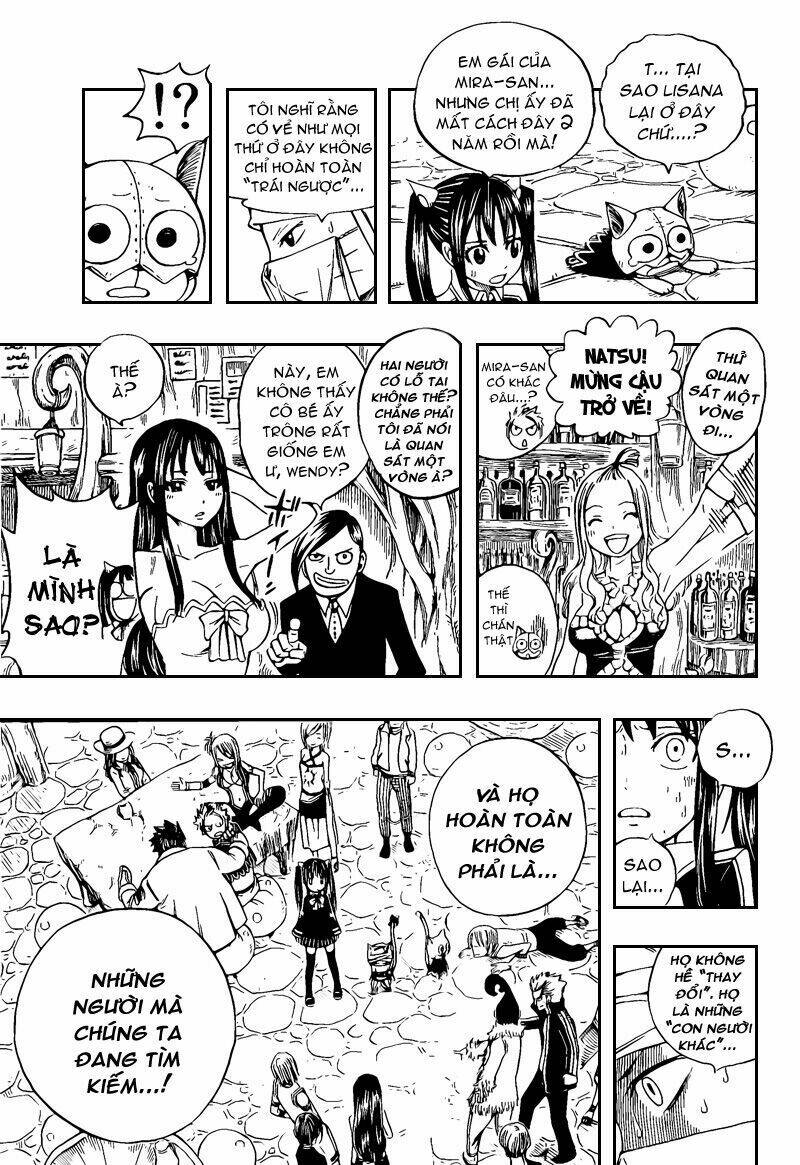 T... TẠI
SAO LISANA
LẠI Ở ĐÂY
CHỨ....?
EM GÁI CỦA
MIRA-SAN...
NHƯNG CHỊ ẤY ĐÃ
MẤT CÁCH ĐÂY 2
NĂM RỒI MÀ!
TÔI NGHĨ RẰNG
CÓ VẺ NHƯ MỌI
THỨ Ở ĐÂY KHÔNG
CHỈ HOÀN TOÀN
"TRÁI NGƯỢC"...
!?
THỬ
QUAN
SÁT MỘT
VÒNG
ĐI...
NATSU!
MỪNG CẬU
TRỞ VỀ!
MIRA-SAN
CÓ KHÁC
ĐÂU...?
THẾ
THÌ
CHÁN
THẬT
HAI NGƯỜI
CÓ LỖ TAI
KHÔNG THẾ?
CHẲNG PHẢI
TÔI ĐÃ NÓI
LÀ QUAN
SÁT MỘT
VÒNG À?
NÀY, EM
KHÔNG THẤY
CÔ BÉ ẤY
TRÔNG RẤT
GIỐNG EM
Ư, WENDY?
THẾ
À?
LÀ
MÌNH
SAO?
S...
SAO
LẠI...
HỌ KHÔNG
HỀ "THAY
ĐỔI". HỌ
LÀ NHỮNG
"CON NGƯỜI
KHÁC"...
VÀ HỌ
HOÀN TOÀN
KHÔNG
PHẢI LÀ...
NHỮNG
NGƯỜI MÀ
CHÚNG TA
ĐANG TÌM
KIẾM...!